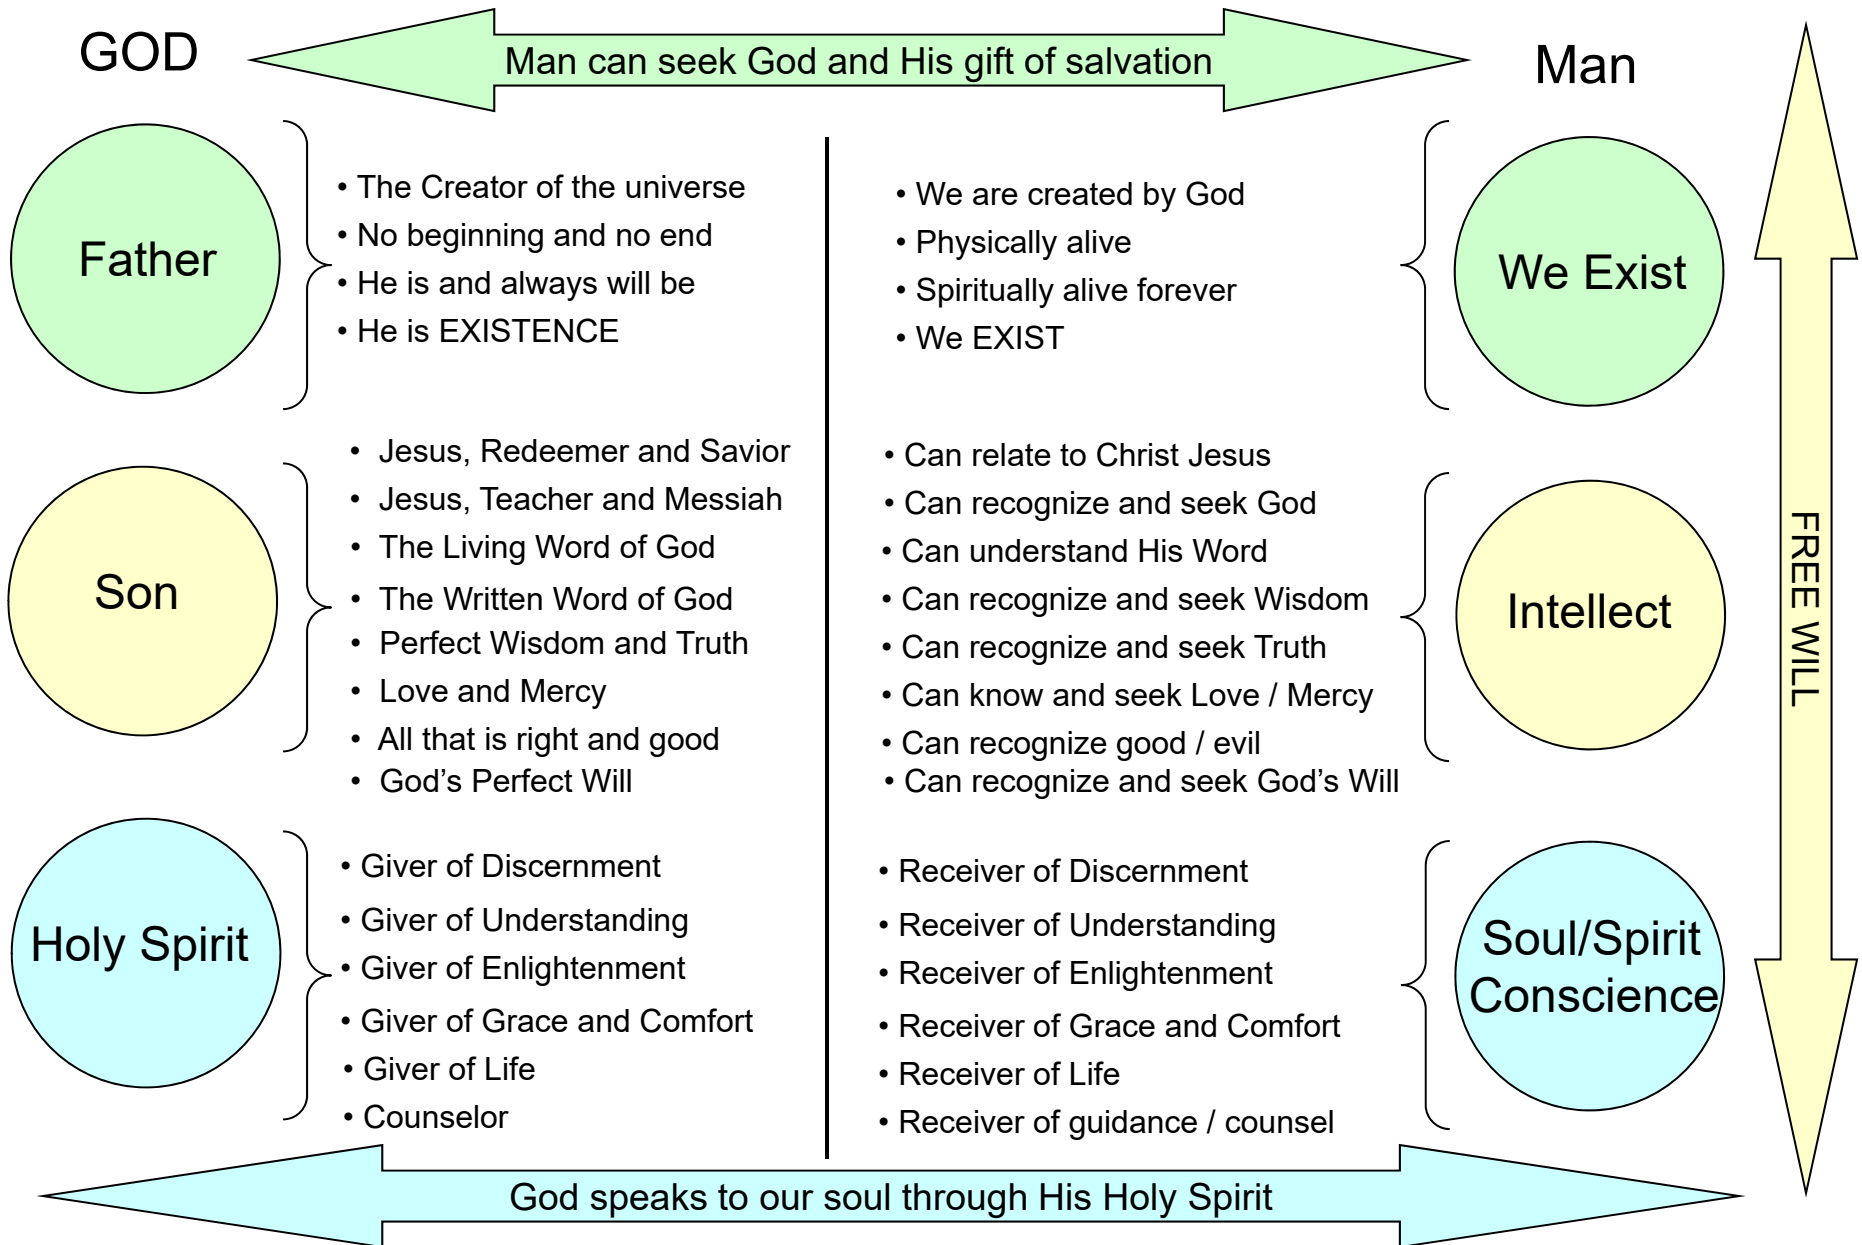 GOD
Man can seek God and His gift of salvation
Man
Father
• The Creator of the universe
• No beginning and no end
• He is and always will be
• He is EXISTENCE
• We are created by God
• Physically alive
• Spiritually alive forever
• We EXIST
We Exist
Son
• Jesus, Redeemer and Savior
• Jesus, Teacher and Messiah
• The Living Word of God
• The Written Word of God
• Perfect Wisdom and Truth
• Love and Mercy
• All that is right and good
• God’s Perfect Will
• Can relate to Christ Jesus
• Can recognize and seek God
• Can understand His Word
• Can recognize and seek Wisdom
• Can recognize and seek Truth
• Can know and seek Love / Mercy
• Can recognize good / evil
• Can recognize and seek God’s Will
Intellect
Holy Spirit
• Giver of Discernment
• Giver of Understanding
• Giver of Enlightenment
• Giver of Grace and Comfort
• Giver of Life
• Counselor
• Receiver of Discernment
• Receiver of Understanding
• Receiver of Enlightenment
• Receiver of Grace and Comfort
• Receiver of Life
• Receiver of guidance / counsel
Soul/Spirit
Conscience
FREE WILL
God speaks to our soul through His Holy Spirit